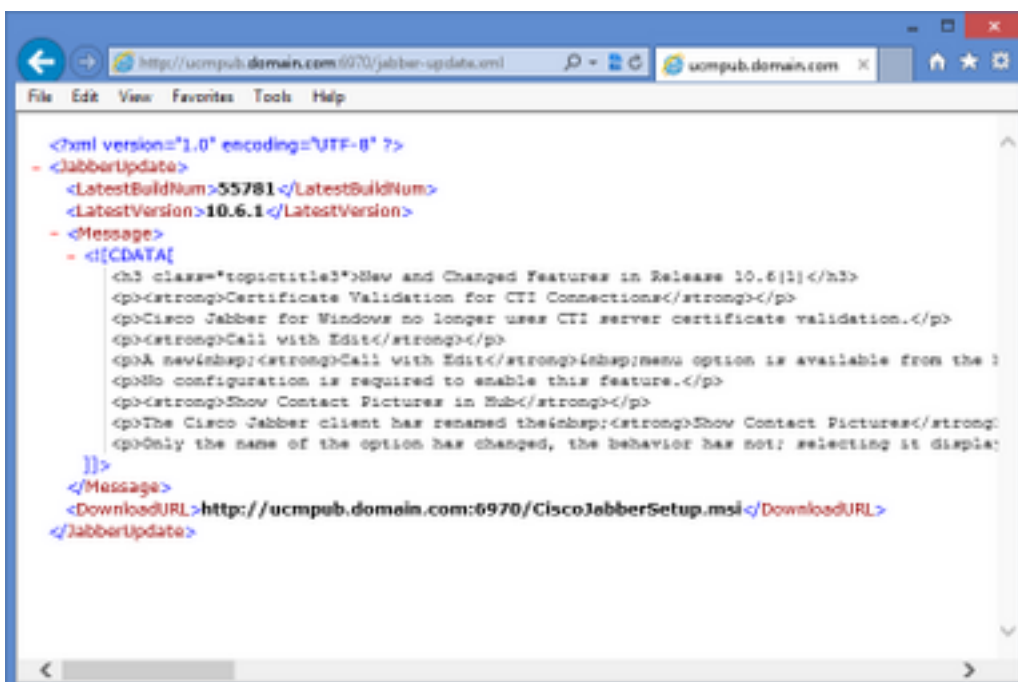 http://ucmpub.domain.com:6970/jabber-update.xml
ucmpub.domain.com
File Edit View Favorites Tools Help
<?xml version="1.0" encoding="UTF-8" ?>
- <JabberUpdate>
<LatestBuildNum>55781</LatestBuildNum>
<LatestVersion>10.6.1</LatestVersion>
- <Message>
- <![CDATA[
<h3 class="topictitle3">New and Changed Features in Release 10.6(1)</h3>
<p><strong>Certificate Validation for CTI Connections</strong></p>
<p>Cisco Jabber for Windows no longer uses CTI server certificate validation.</p>
<p><strong>Call with Edit</strong></p>
<p>A new&nbsp;<strong>Call with Edit</strong>&nbsp;menu option is available from the
<p>No configuration is required to enable this feature.</p>
<p><strong>Show Contact Pictures in Hub</strong></p>
<p>The Cisco Jabber client has renamed the&nbsp;<strong>Show Contact Pictures</strong
<p>Only the name of the option has changed, the behavior has not; selecting it display
]]>
</Message>
<DownloadURL>http://ucmpub.domain.com:6970/CiscoJabberSetup.msi</DownloadURL>
</JabberUpdate>